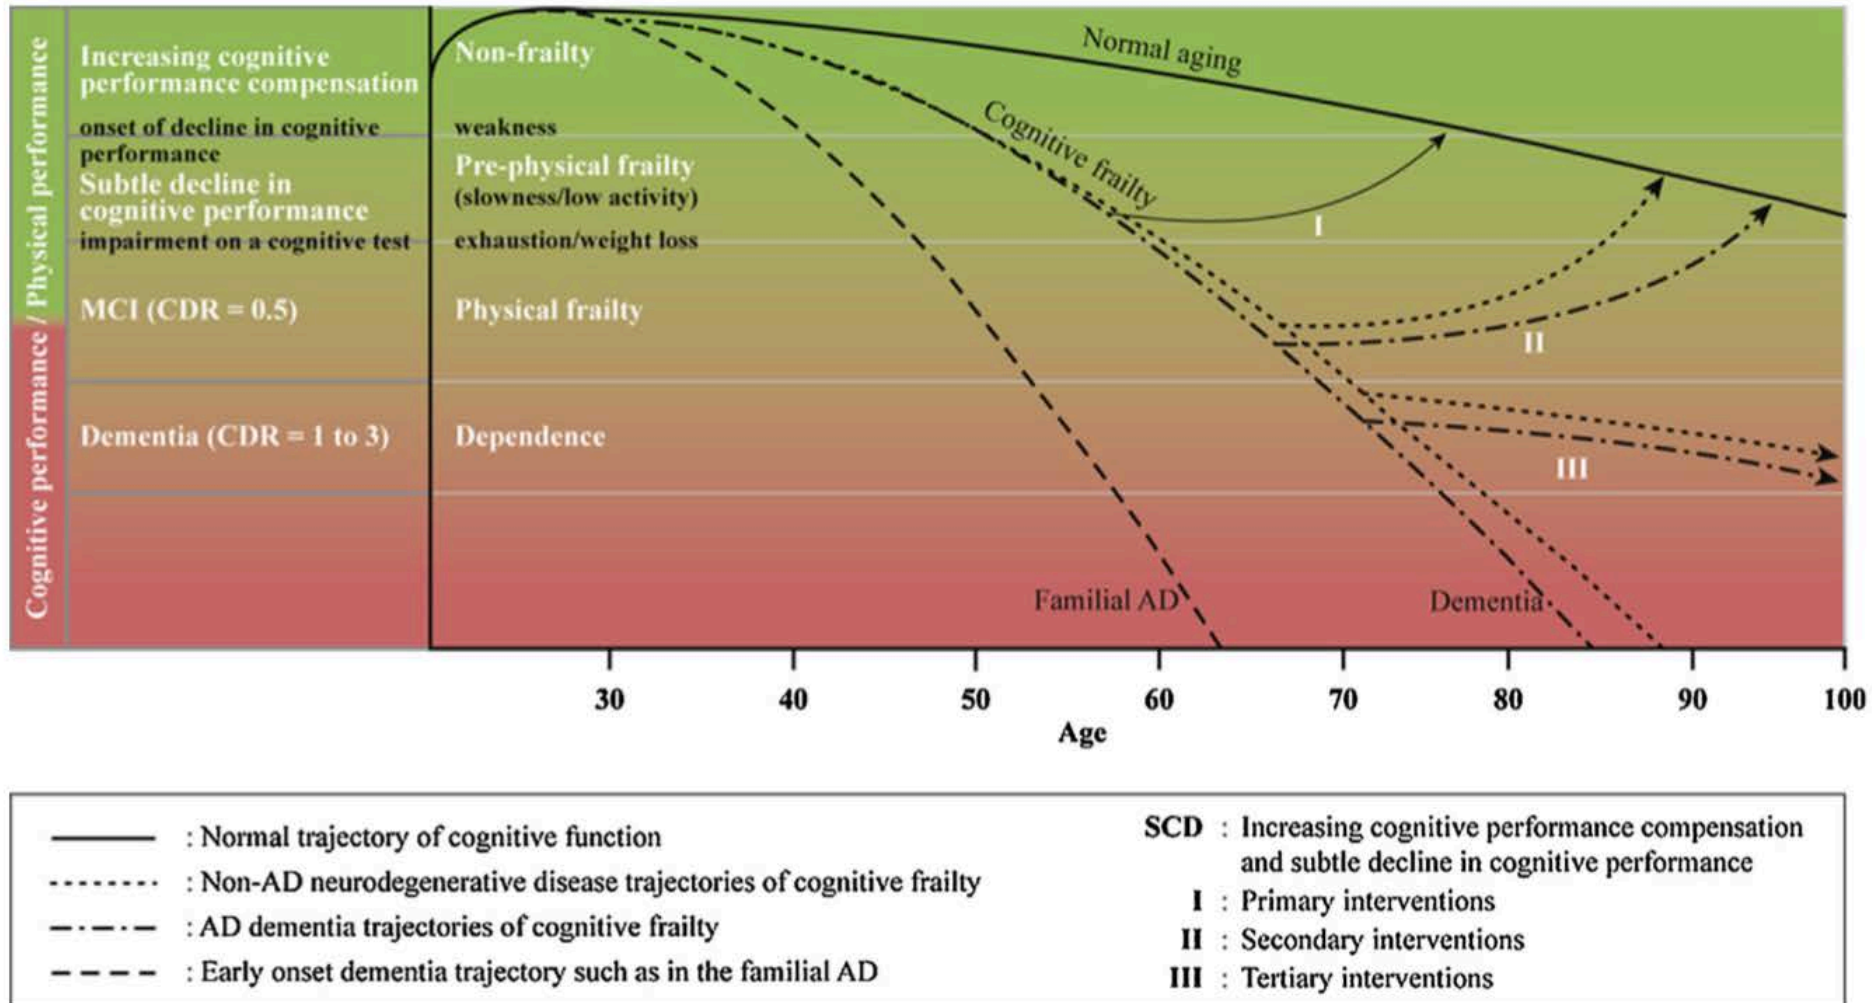 Cognitive performance / Physical performance
Increasing cognitive
performance compensation
onset of decline in cognitive
performance
Subtle decline in
cognitive performance
impairment on a cognitive test
MCI (CDR = 0.5)
Dementia (CDR = 1 to 3)
Non-frailty
weakness
Pre-physical frailty
(slowness/low activity)
exhaustion/weight loss
Physical frailty
Dependence
Normal aging
Cognitive frailty
I
II
III
Familial AD
Dementia
30 40 50 60 70 80 90 100
Age
: Normal trajectory of cognitive function
: Non-AD neurodegenerative disease trajectories of cognitive frailty
: AD dementia trajectories of cognitive frailty
: Early onset dementia trajectory such as in the familial AD
SCD : Increasing cognitive performance compensation
and subtle decline in cognitive performance
I : Primary interventions
II : Secondary interventions
III : Tertiary interventions